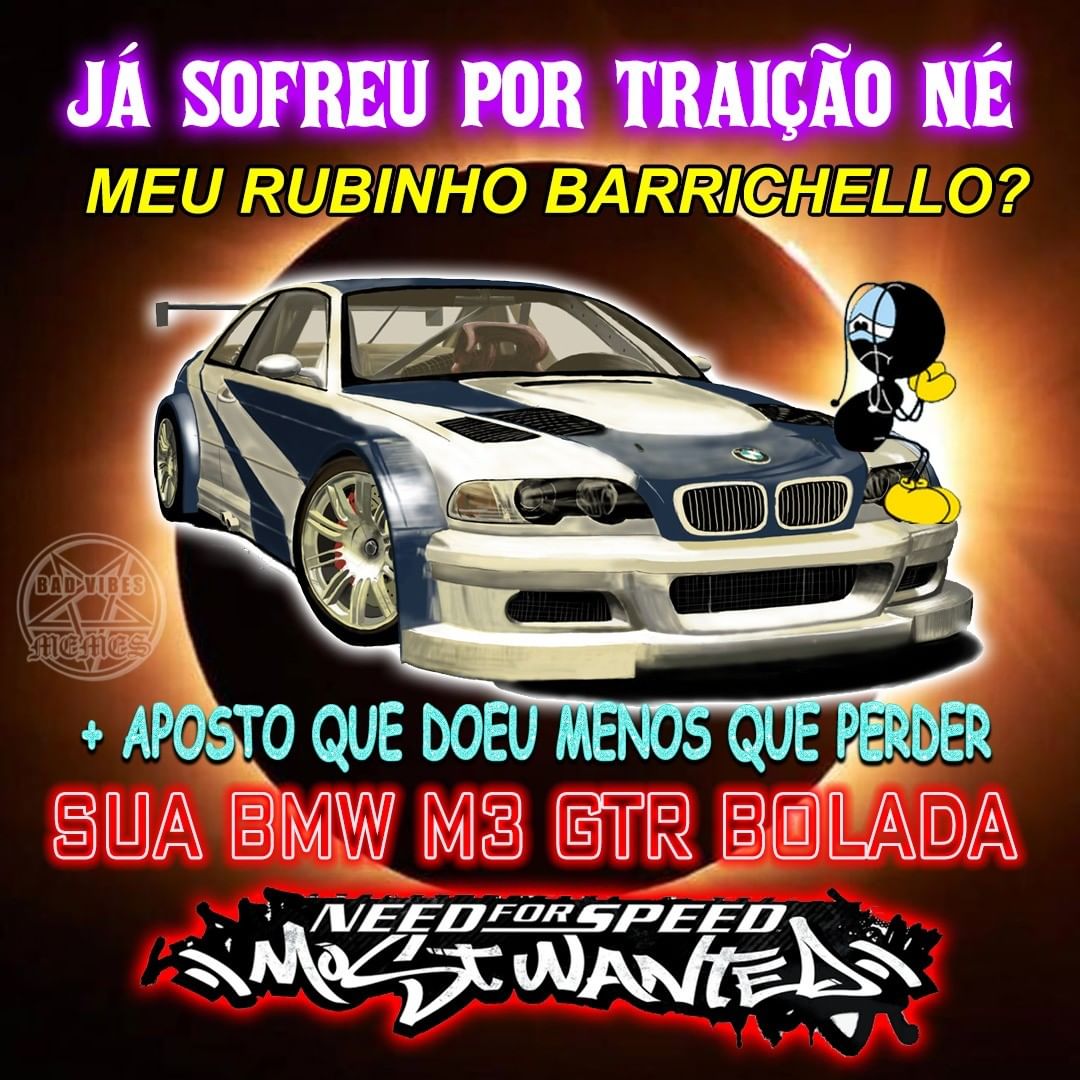 JÁ SOFREU POR TRAIÇÃO NÉ
MEU RUBINHO BARRICHELLO?
BAD VIBES
MEMES
+ APOSTO QUE DOEU MENOS QUE PERDER
SUA BMW M3 GTR BOLADA
NEED FOR SPEED
MOST WANTED